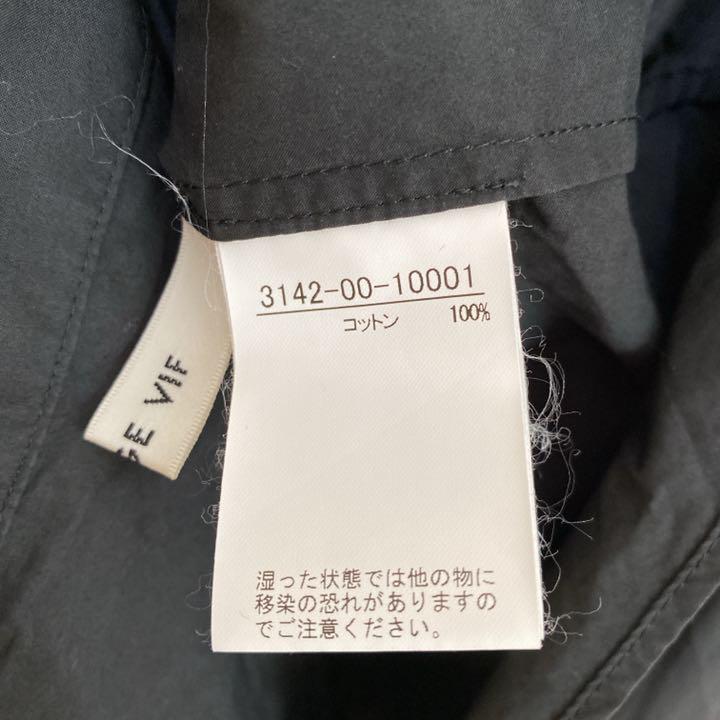 3142-00-10001
コットン 100%
VIF
湿った状態では他の物に
移染の恐れがありますの
でご注意ください。